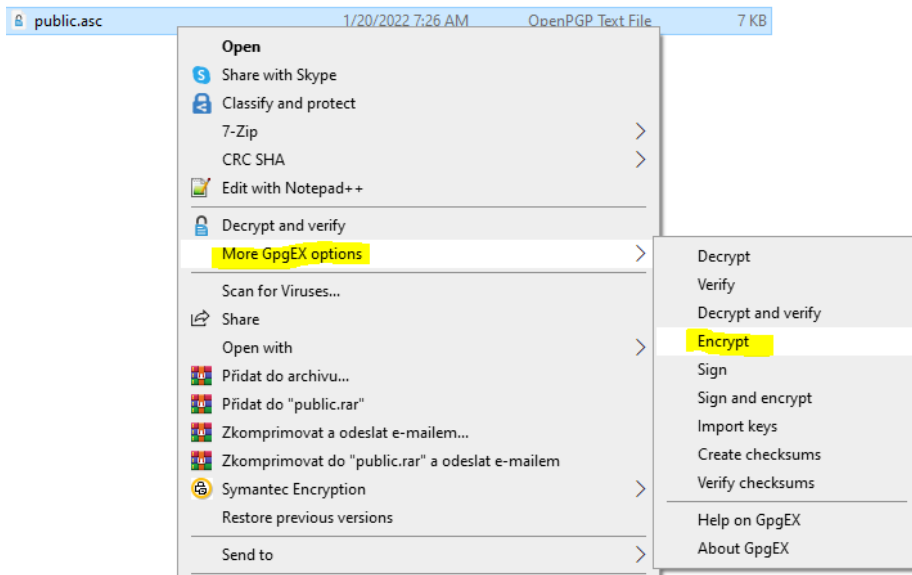 public.asc 1/20/2022 7:26 AM OpenPGP Text File 7 KB
Open
Share with Skype
Classify and protect
7-Zip
CRC SHA
Edit with Notepad++
Decrypt and verify
More GpgEX options
Scan for Viruses...
Share
Open with
Přidat do archivu...
Přidat do "public.rar"
Zkomprimovat a odeslat e-mailem...
Zkomprimovat do "public.rar" a odeslat e-mailem
Symantec Encryption
Restore previous versions
Send to
Decrypt
Verify
Decrypt and verify
Encrypt
Sign
Sign and encrypt
Import keys
Create checksums
Verify checksums
Help on GpgEX
About GpgEX